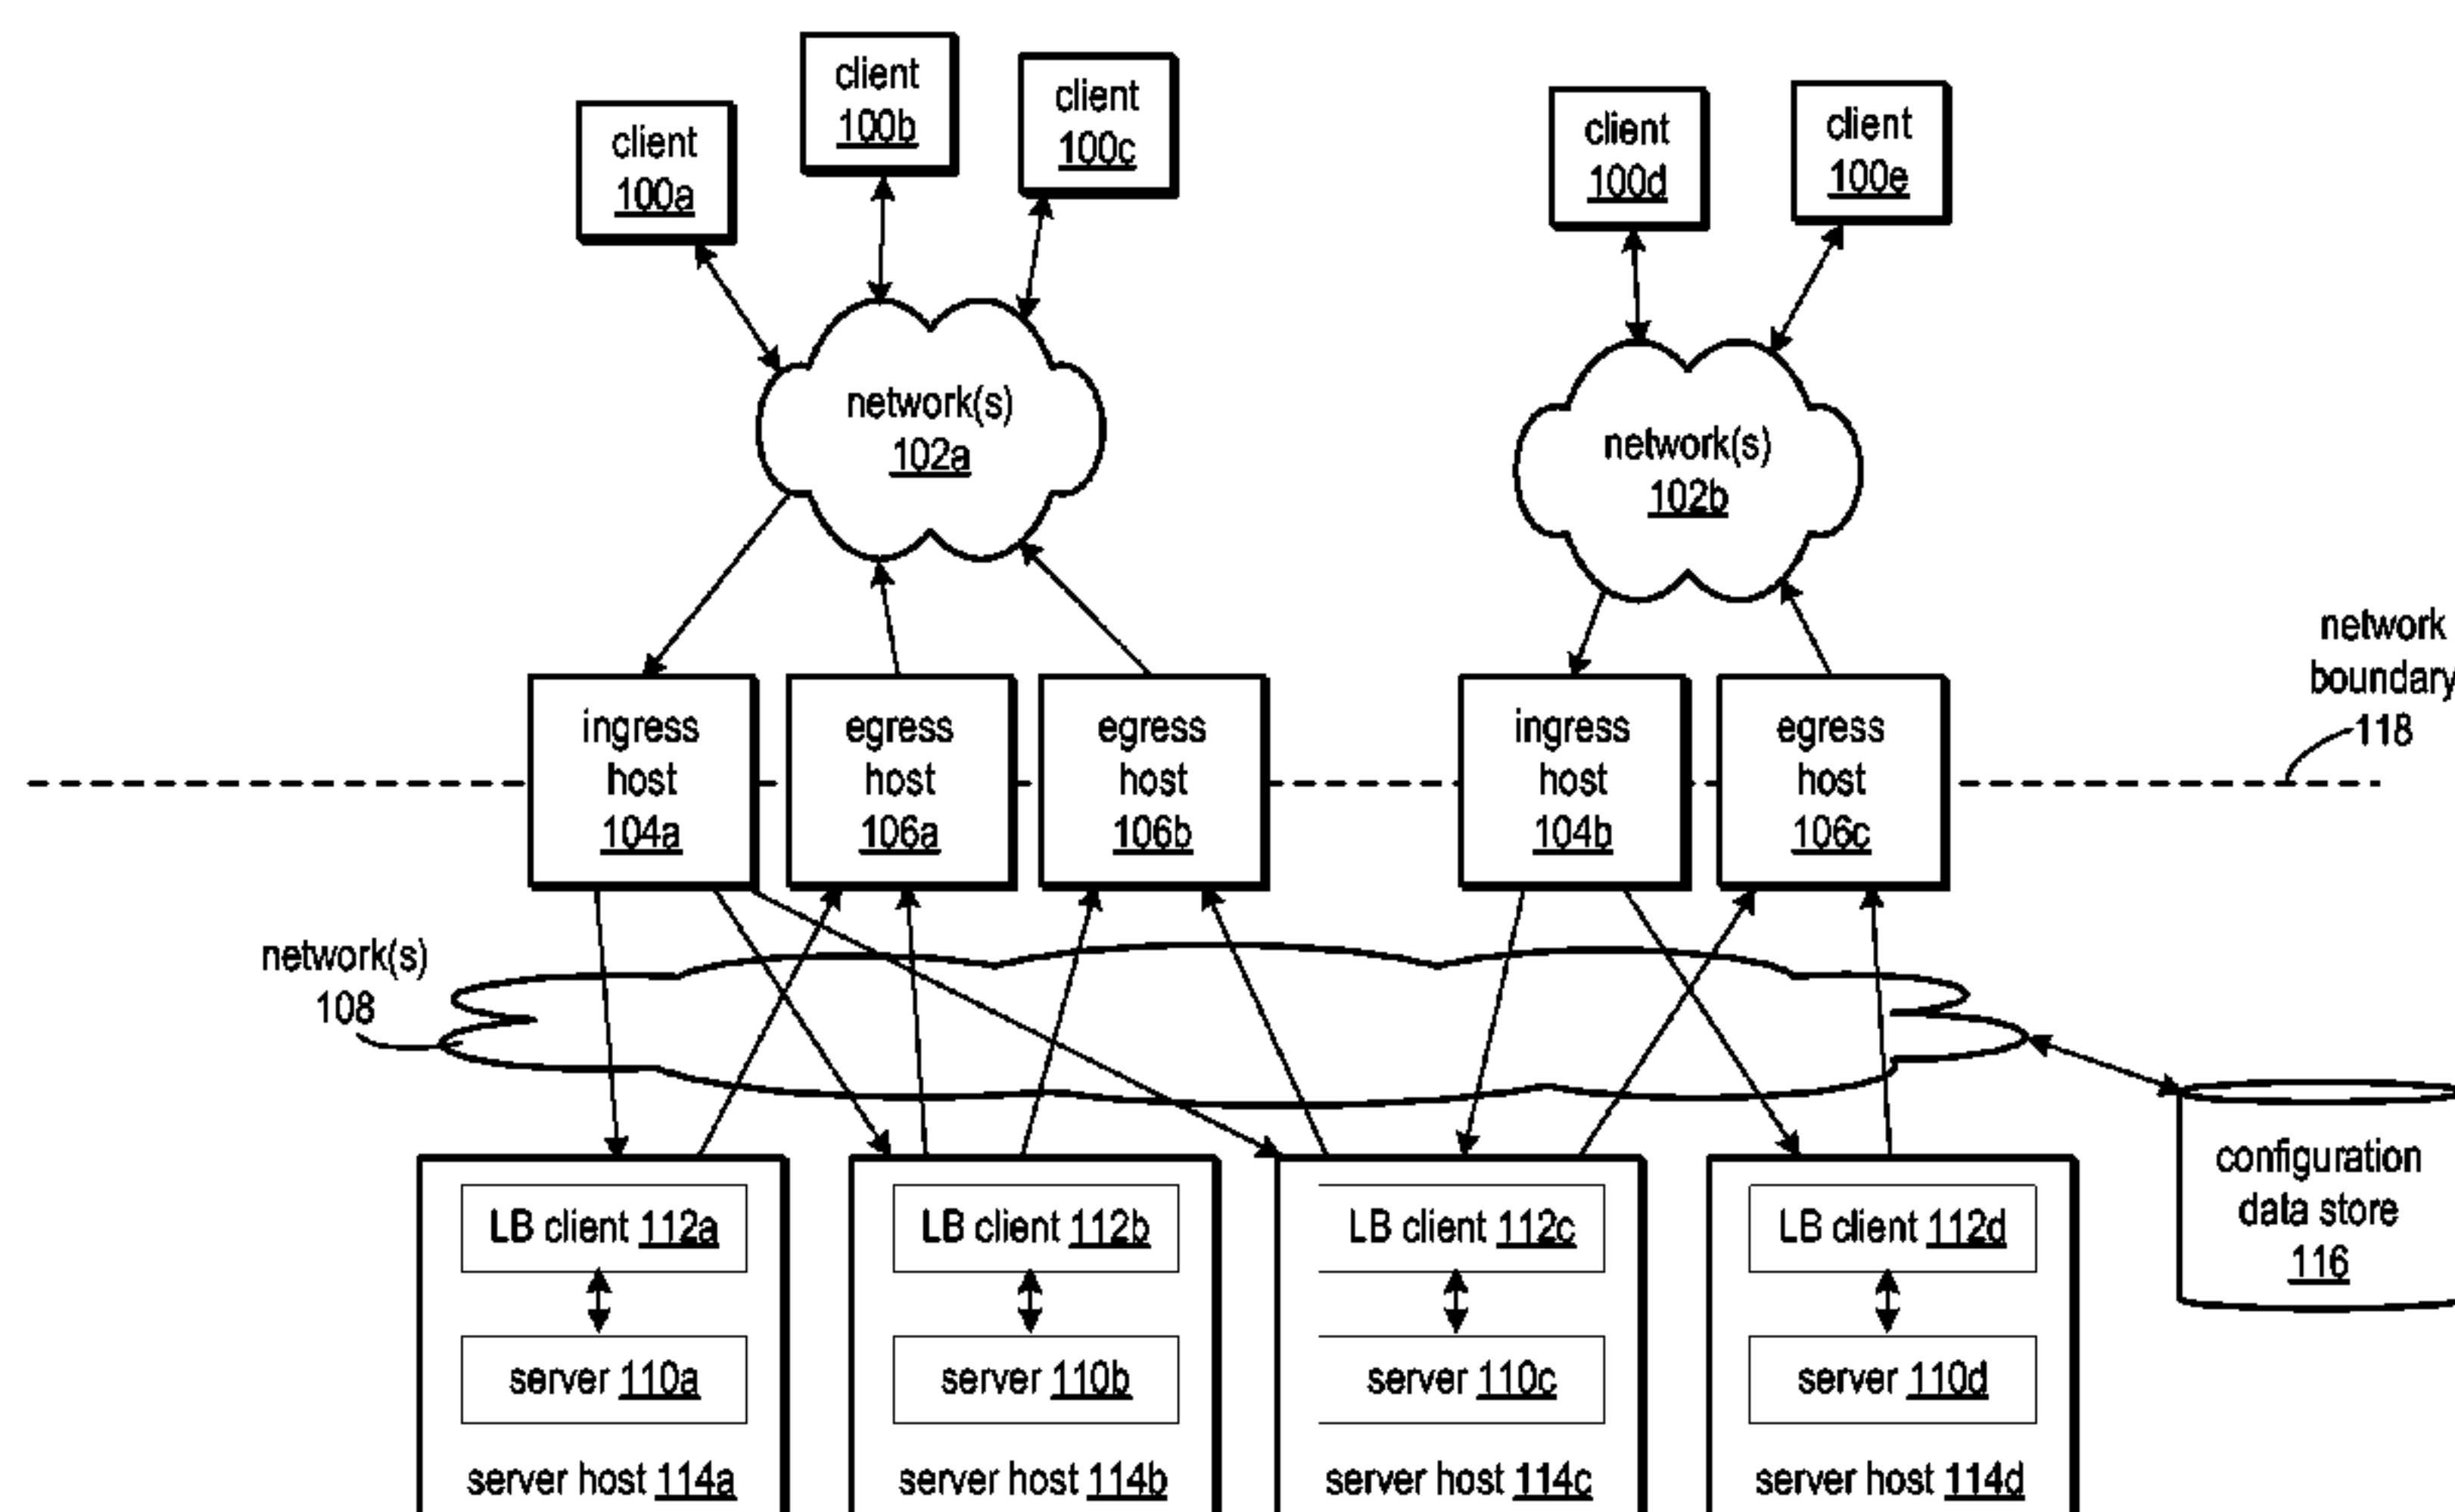 client
100a
client
100b
client
100c
client
100d
client
100e
network(s)
102a
network(s)
102b
network
boundary
118
ingress
host
104a
egress
host
106a
egress
host
106b
ingress
host
104b
egress
host
106c
network(s)
108
configuration
data store
116
LB client 112a
server 110a
server host 114a
LB client 112b
server 110b
server host 114b
LB client 112c
server 110c
server host 114c
LB client 112d
server 110d
server host 114d